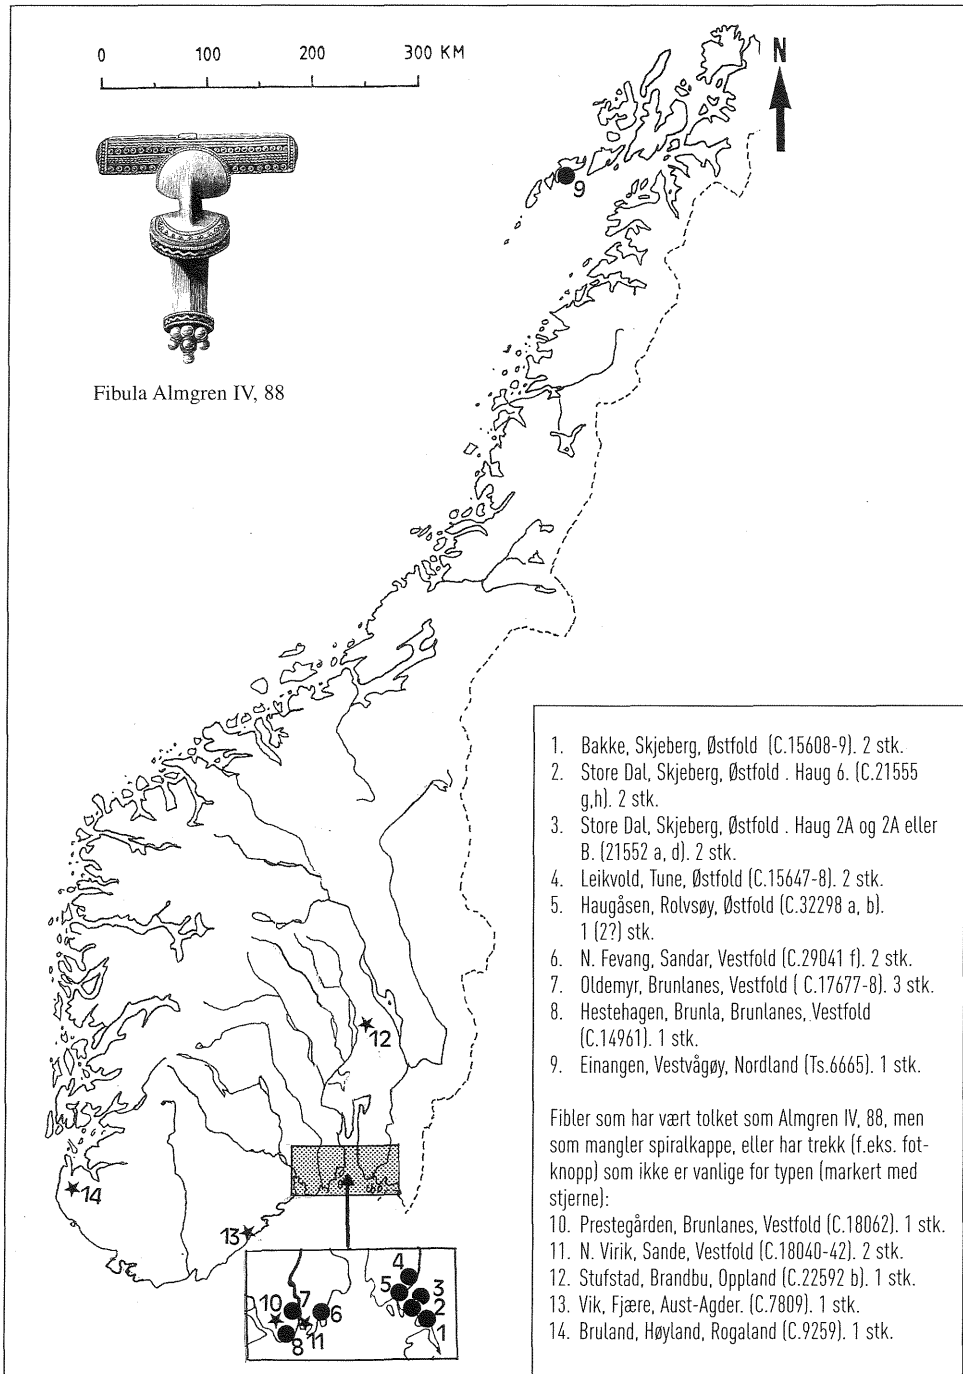 0 100 200 300 KM
N
Fibula Almgren IV, 88
9
12
14
13
4
5
3
2
1
10
7
6
11
8
1. Bakke, Skjeberg, Østfold (C.15608-9). 2 stk.
2. Store Dal, Skjeberg, Østfold . Haug 6. (C.21555
g,h). 2 stk.
3. Store Dal, Skjeberg, Østfold . Haug 2A og 2A eller
B. (21552 a, d). 2 stk.
4. Leikvold, Tune, Østfold (C.15647-8). 2 stk.
5. Haugåsen, Rolvsøy, Østfold (C.32298 a, b).
1 (2?) stk.
6. N. Fevang, Sandar, Vestfold (C.29041 f). 2 stk.
7. Oldemyr, Brunlanes, Vestfold ( C.17677-8). 3 stk.
8. Hestehagen, Brunla, Brunlanes, Vestfold
(C.14961). 1 stk.
9. Einangen, Vestvågøy, Nordland (Ts.6665). 1 stk.
Fibler som har vært tolket som Almgren IV, 88, men
som mangler spiralkappe, eller har trekk (f.eks. fot-
knopp) som ikke er vanlige for typen (markert med
stjerne):
10. Prestegården, Brunlanes, Vestfold (C.18062). 1 stk.
11. N. Virik, Sande, Vestfold (C.18040-42). 2 stk.
12. Stufstad, Brandbu, Oppland (C.22592 b). 1 stk.
13. Vik, Fjære, Aust-Agder. (C.7809). 1 stk.
14. Bruland, Høyland, Rogaland (C.9259). 1 stk.